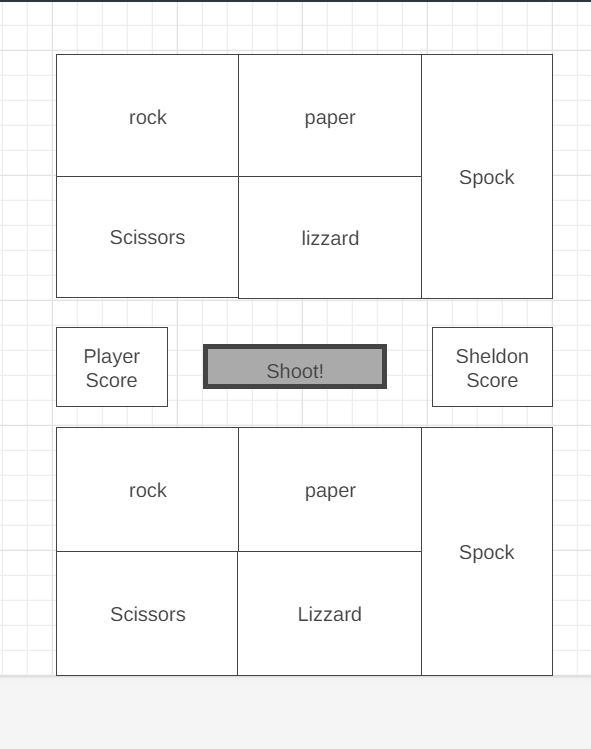 rock
paper
Spock
Scissors
lizzard
Player
Score
Shoot!
Sheldon
Score
rock
paper
Spock
Scissors
Lizzard